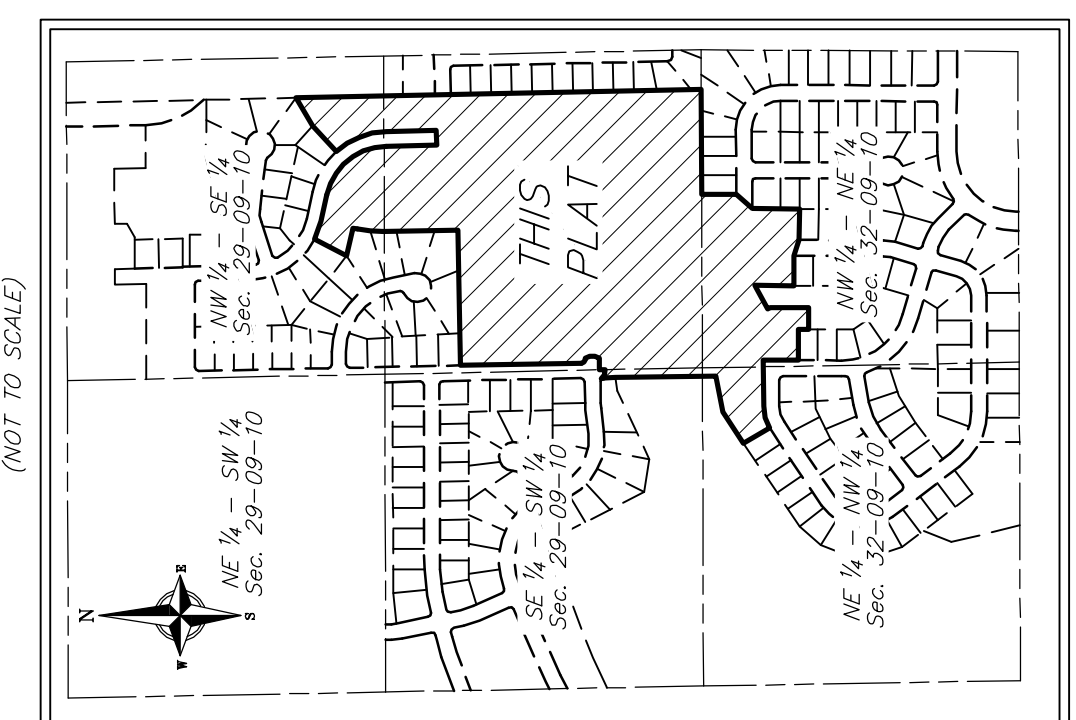 (NOT TO SCALE)
NW ¼ - SE ¼
Sec. 29-09-10
THIS
PLAT
NW ¼ - NE ¼
Sec. 32-09-10
NE ¼ - SW ¼
Sec. 29-09-10
SE ¼ - SW ¼
Sec. 29-09-10
NE ¼ - NW ¼
Sec. 32-09-10
N
E
S
W